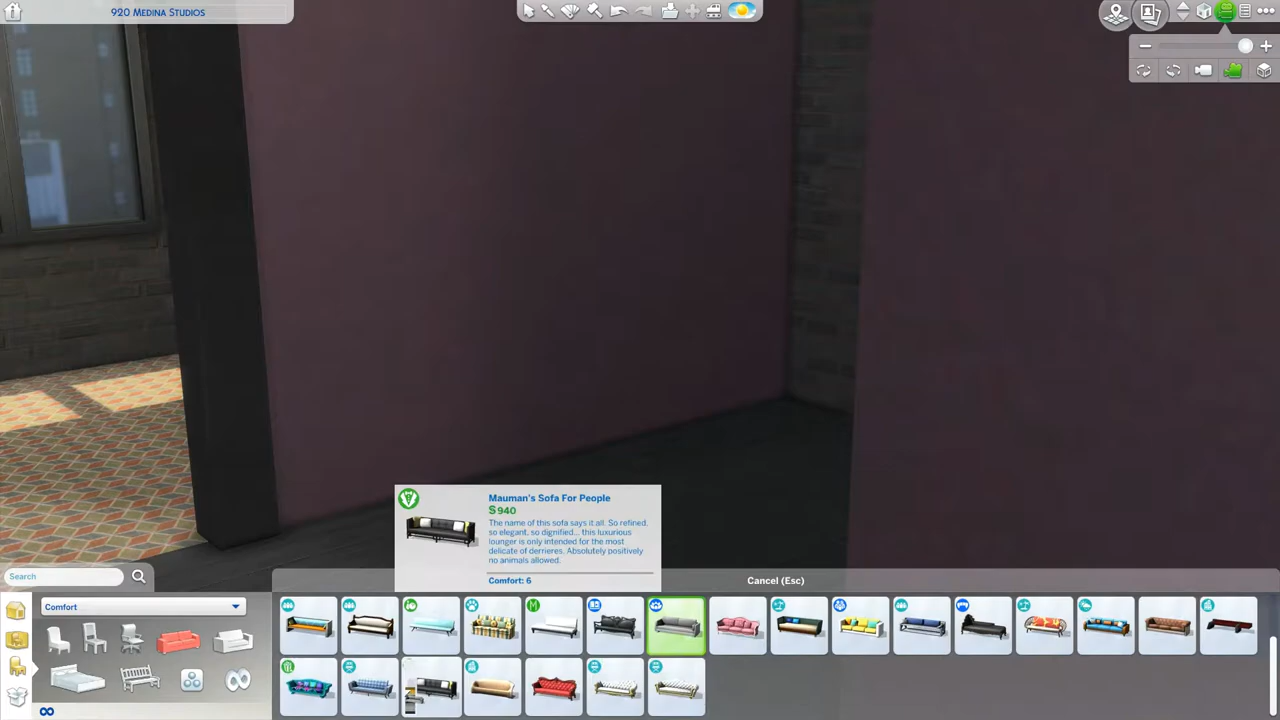 920 MEDINA STUDIOS
Mauman's Sofa For People
§940
The name of this sofa says it all. So refined,
so elegant, so dignified... this luxurious
lounger is only intended for the most
delicate of derrieres. Absolutely positively
no animals allowed.
Comfort: 6
Search
Cancel (Esc)
Comfort